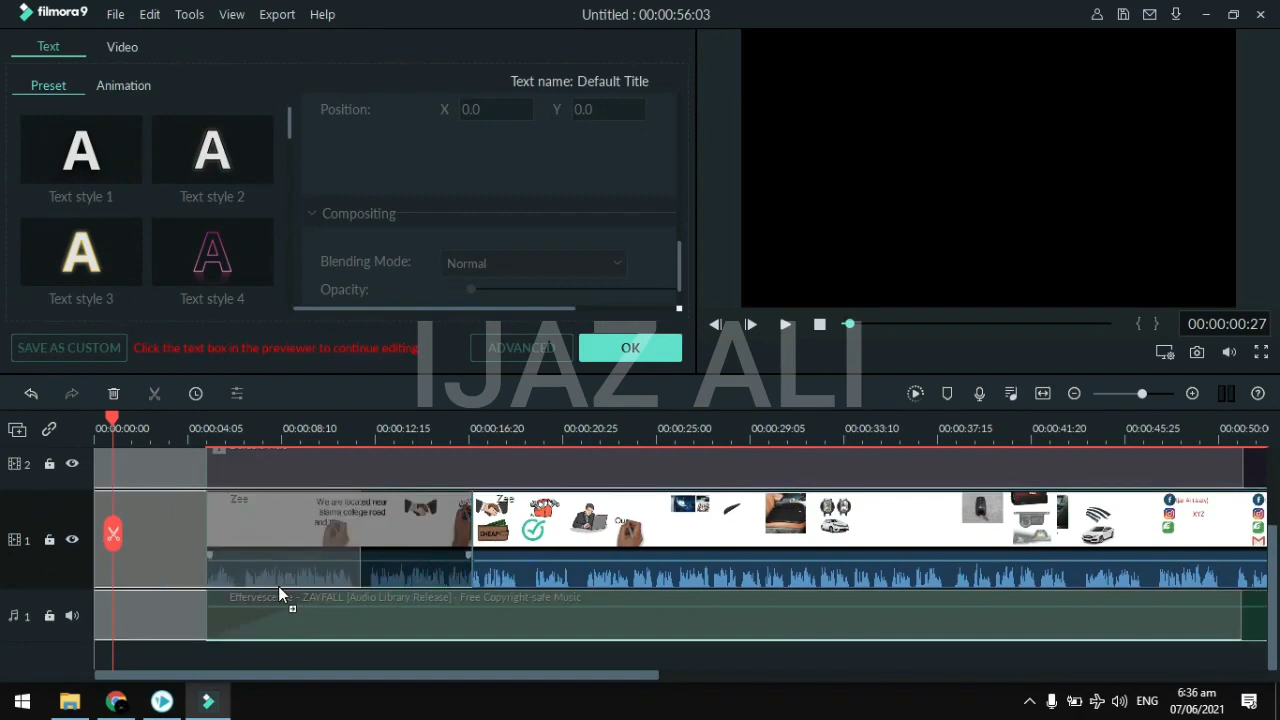 filmora9 File Edit Tools View Export Help Untitled : 00:00:56:03
Text Video
Preset Animation Text name: Default Title
Position: X 0.0 Y 0.0
Text style 1 Text style 2
Compositing
Blending Mode: Normal
Opacity:
Text style 3 Text style 4
00:00:00:27
SAVE AS CUSTOM Click the text box in the previewer to continue editing ADVANCED OK
IJAZ ALI
00:00:00:00 00:00:04:05 00:00:08:10 00:00:12:15 00:00:16:20 00:00:20:25 00:00:25:00 00:00:29:05 00:00:33:10 00:00:37:15 00:00:41:20 00:00:45:25 00:00:50:0
2
Zee We are located near Zee
college road
and
CHEAPEST Our
XYZ
1
Effervescence - ZAYFALL [Audio Library Release] - Free Copyright-safe Music
1
ENG 6:36 am
07/06/2021